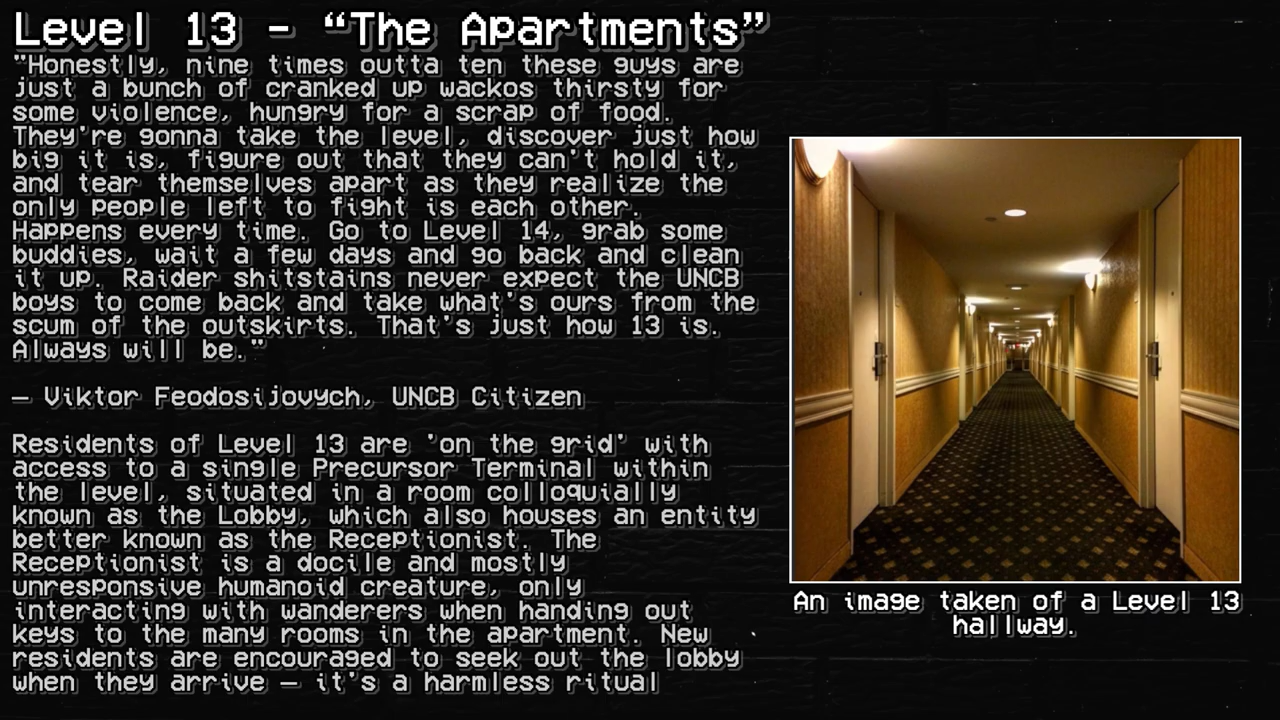 Level 13 - “The Apartments”
"Honestly, nine times outta ten these guys are
just a bunch of cranked up wackos thirsty for
some violence, hungry for a scrap of food.
They're gonna take the level, discover just how
big it is, figure out that they can't hold it,
and tear themselves apart as they realize the
only people left to fight is each other.
Happens every time. Go to Level 14, grab some
buddies, wait a few days and go back and clean
it up. Raider shitstains never expect the UNCB
boys to come back and take what's ours from the
scum of the outskirts. That's just how 13 is.
Always will be."
— Viktor Feodosijovych, UNCB Citizen
Residents of Level 13 are 'on the grid' with
access to a single Precursor Terminal within
the level, situated in a room colloquially
known as the Lobby, which also houses an entity
better known as the Receptionist. The
Receptionist is a docile and mostly
unresponsive humanoid creature, only
interacting with wanderers when handing out
keys to the many rooms in the apartment. New
residents are encouraged to seek out the lobby
when they arrive — it's a harmless ritual
An image taken of a Level 13
hallway.